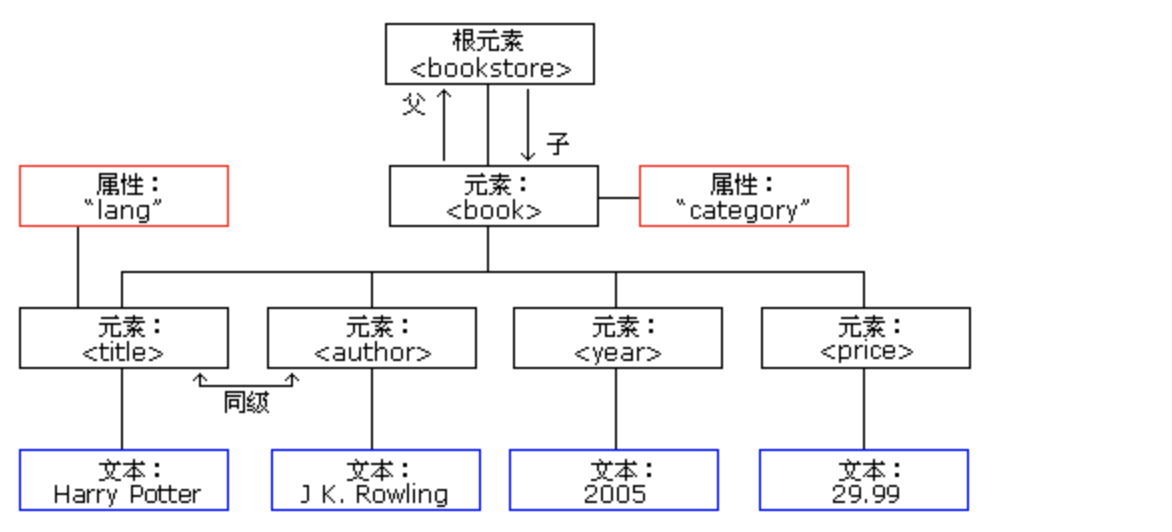 根元素
<bookstore>
父
子
属性：
“lang”
元素：
<book>
属性：
“category”
元素：
<title>
元素：
<author>
元素：
<year>
元素：
<price>
同级
文本：
Harry Potter
文本：
J K. Rowling
文本：
2005
文本：
29.99